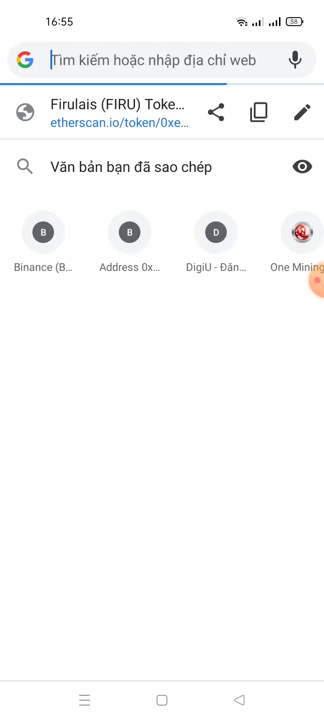 16:55
58
Tìm kiếm hoặc nhập địa chỉ web
Firulais (FIRU) Toke...
etherscan.io/token/0xe...
Văn bản bạn đã sao chép
B
B
D
Binance (B...
Address 0x...
DigiU - Đăn...
One Mining